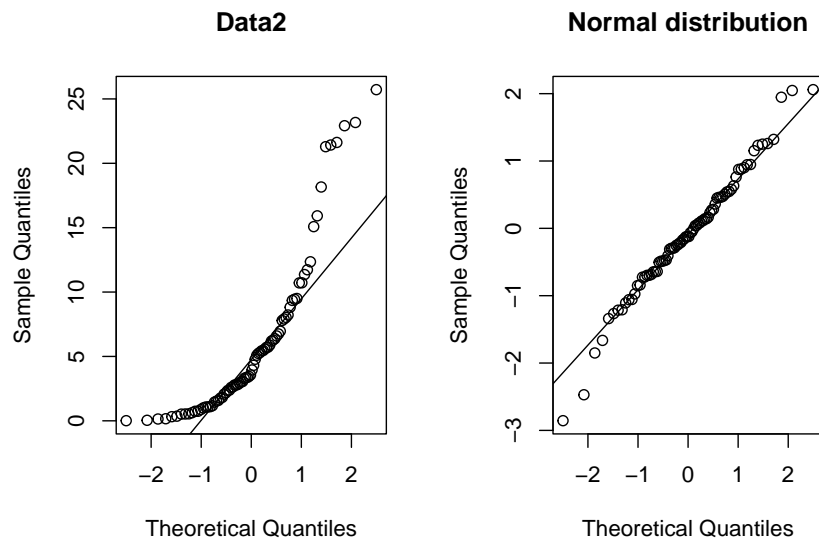 Data2
Normal distribution
25
20
15
10
5
0
Sample Quantiles
−2 −1 0 1 2
Theoretical Quantiles
2
1
0
−1
−2
−3
Sample Quantiles
−2 −1 0 1 2
Theoretical Quantiles